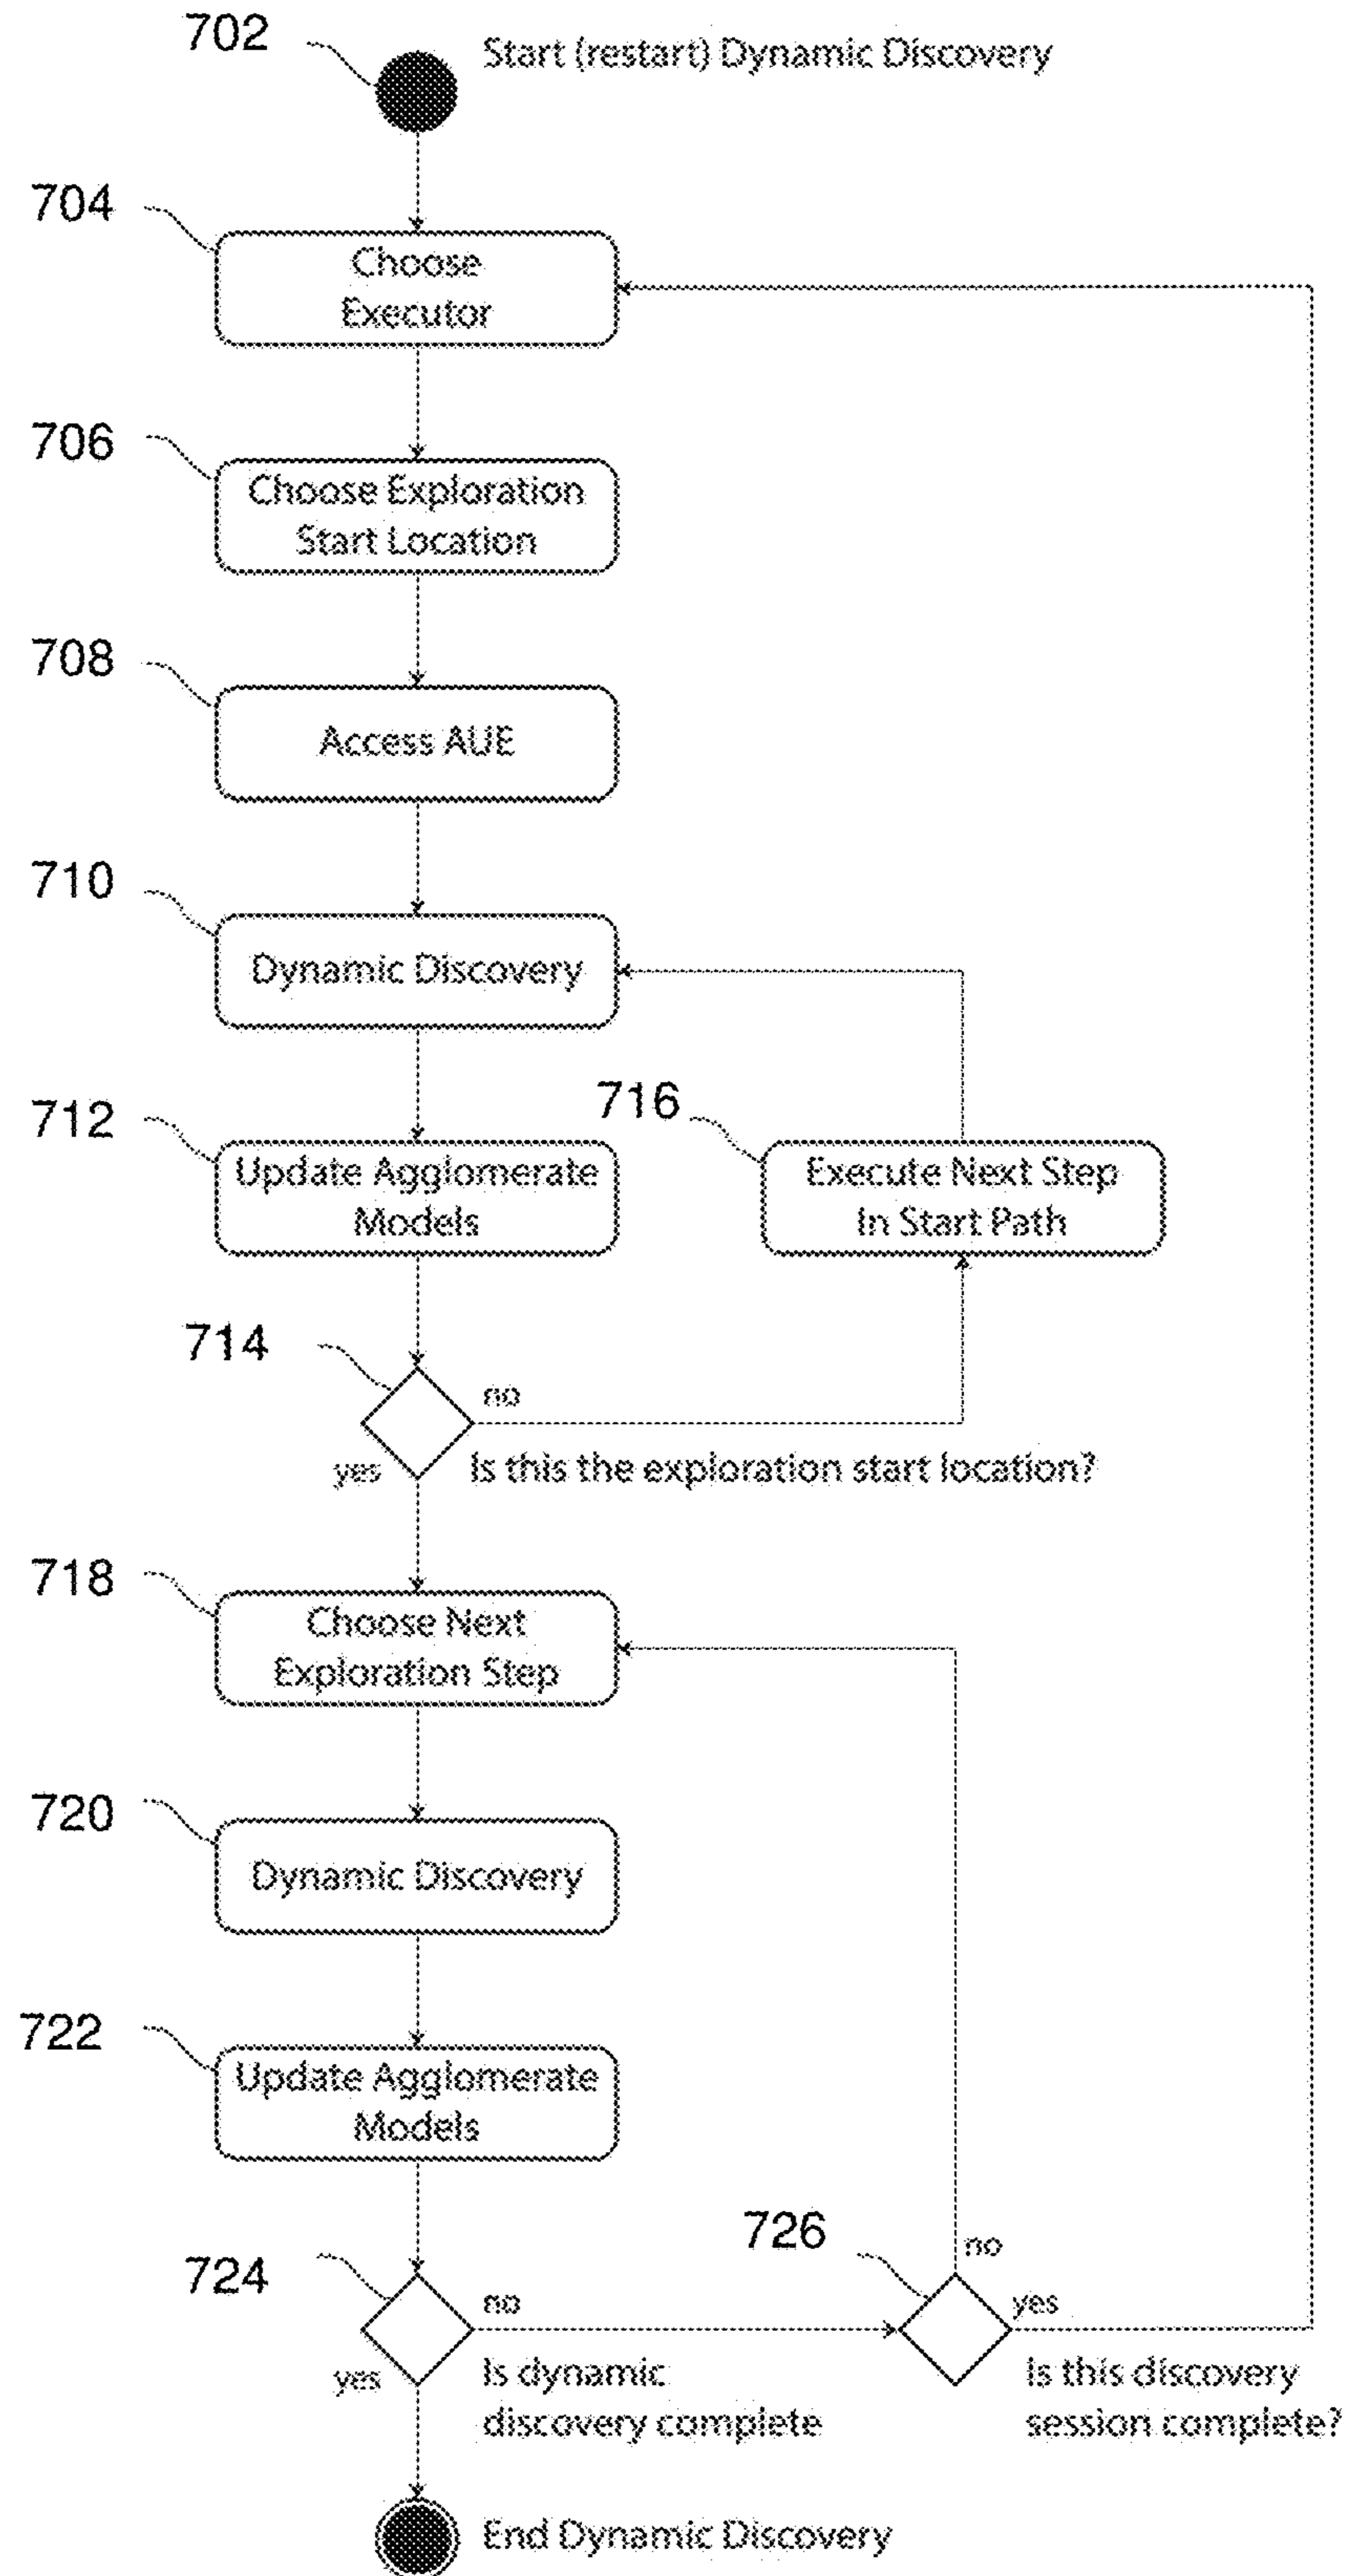 702
Start (restart) Dynamic Discovery
704
Choose
Executor
706
Choose Exploration
Start Location
708
Access AUE
710
Dynamic Discovery
712
Update Agglomerate
Models
716
Execute Next Step
In Start Path
714
no
yes
Is this the exploration start location?
718
Choose Next
Exploration Step
720
Dynamic Discovery
722
Update Agglomerate
Models
724
no
yes
Is dynamic
discovery complete
726
no
yes
Is this discovery
session complete?
End Dynamic Discovery